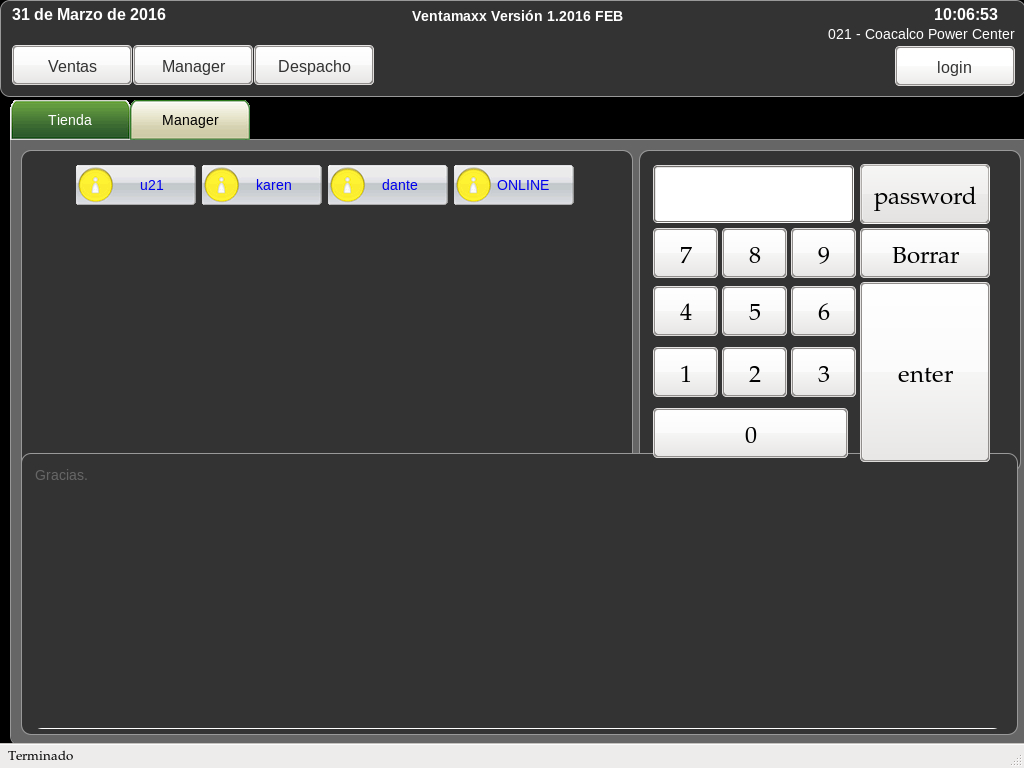 31 de Marzo de 2016
Ventamaxx Versión 1.2016 FEB
10:06:53
021 - Coacalco Power Center
Ventas
Manager
Despacho
login
Tienda
Manager
u21
karen
dante
ONLINE
password
7
8
9
Borrar
4
5
6
1
2
3
enter
0
Gracias.
Terminado